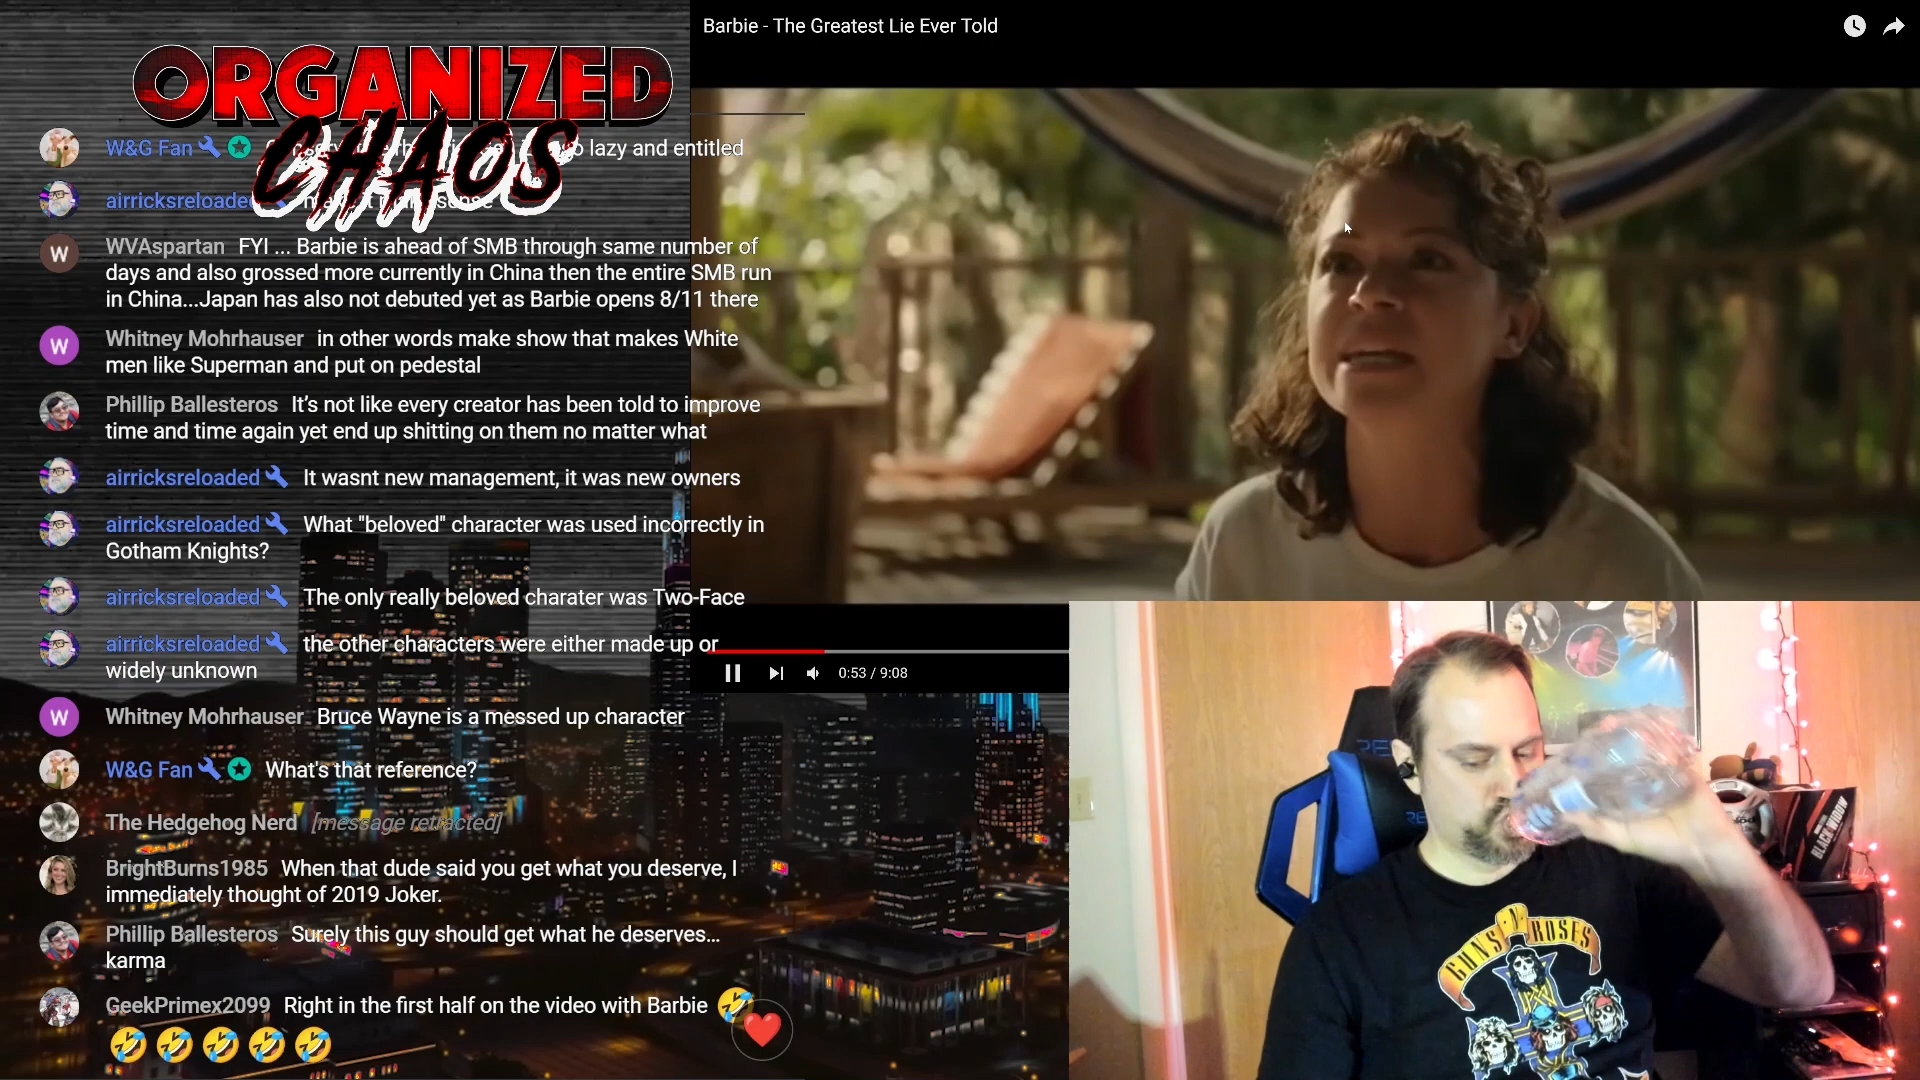 Barbie - The Greatest Lie Ever Told
ORGANIZED
CHAOS
W&G Fan lazy and entitled
airricksreloaded sense
WVAspartan FYI ... Barbie is ahead of SMB through same number of
days and also grossed more currently in China then the entire SMB run
in China...Japan has also not debuted yet as Barbie opens 8/11 there
Whitney Mohrhauser in other words make show that makes White
men like Superman and put on pedestal
Phillip Ballesteros It's not like every creator has been told to improve
time and time again yet end up shitting on them no matter what
airricksreloaded It wasnt new management, it was new owners
airricksreloaded What "beloved" character was used incorrectly in
Gotham Knights?
airricksreloaded The only really beloved charater was Two-Face
airricksreloaded the other characters were either made up or
widely unknown
Whitney Mohrhauser Bruce Wayne is a messed up character
W&G Fan What's that reference?
The Hedgehog Nerd [message retracted]
BrightBurns1985 When that dude said you get what you deserve, I
immediately thought of 2019 Joker.
Phillip Ballesteros Surely this guy should get what he deserves...
karma
GeekPrimex2099 Right in the first half on the video with Barbie 🤣
🤣🤣🤣🤣🤣
W
W
W
0:53 / 9:08
GUNS N' ROSES
BLACK WIDOW